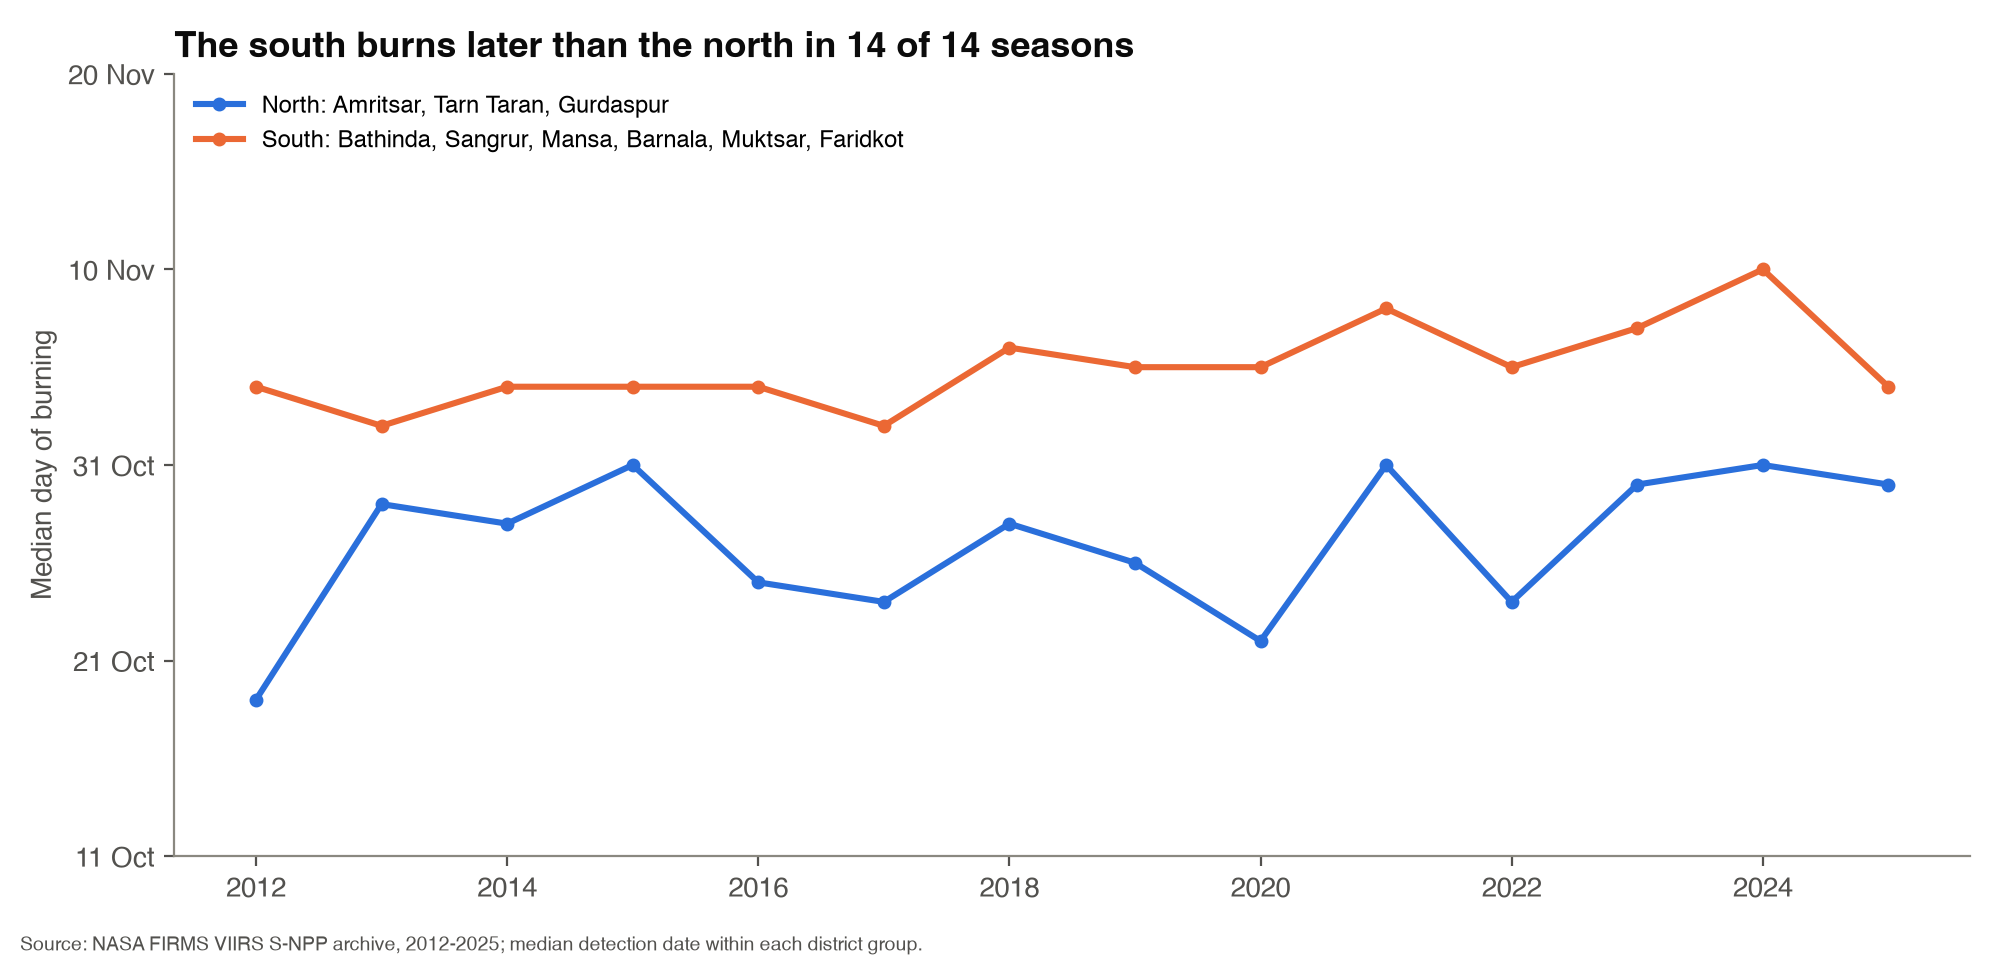 The south burns later than the north in 14 of 14 seasons
20 Nov
North: Amritsar, Tarn Taran, Gurdaspur
South: Bathinda, Sangrur, Mansa, Barnala, Muktsar, Faridkot
10 Nov
Median day of burning
31 Oct
21 Oct
11 Oct
2012 2014 2016 2018 2020 2022 2024
Source: NASA FIRMS VIIRS S-NPP archive, 2012-2025; median detection date within each district group.